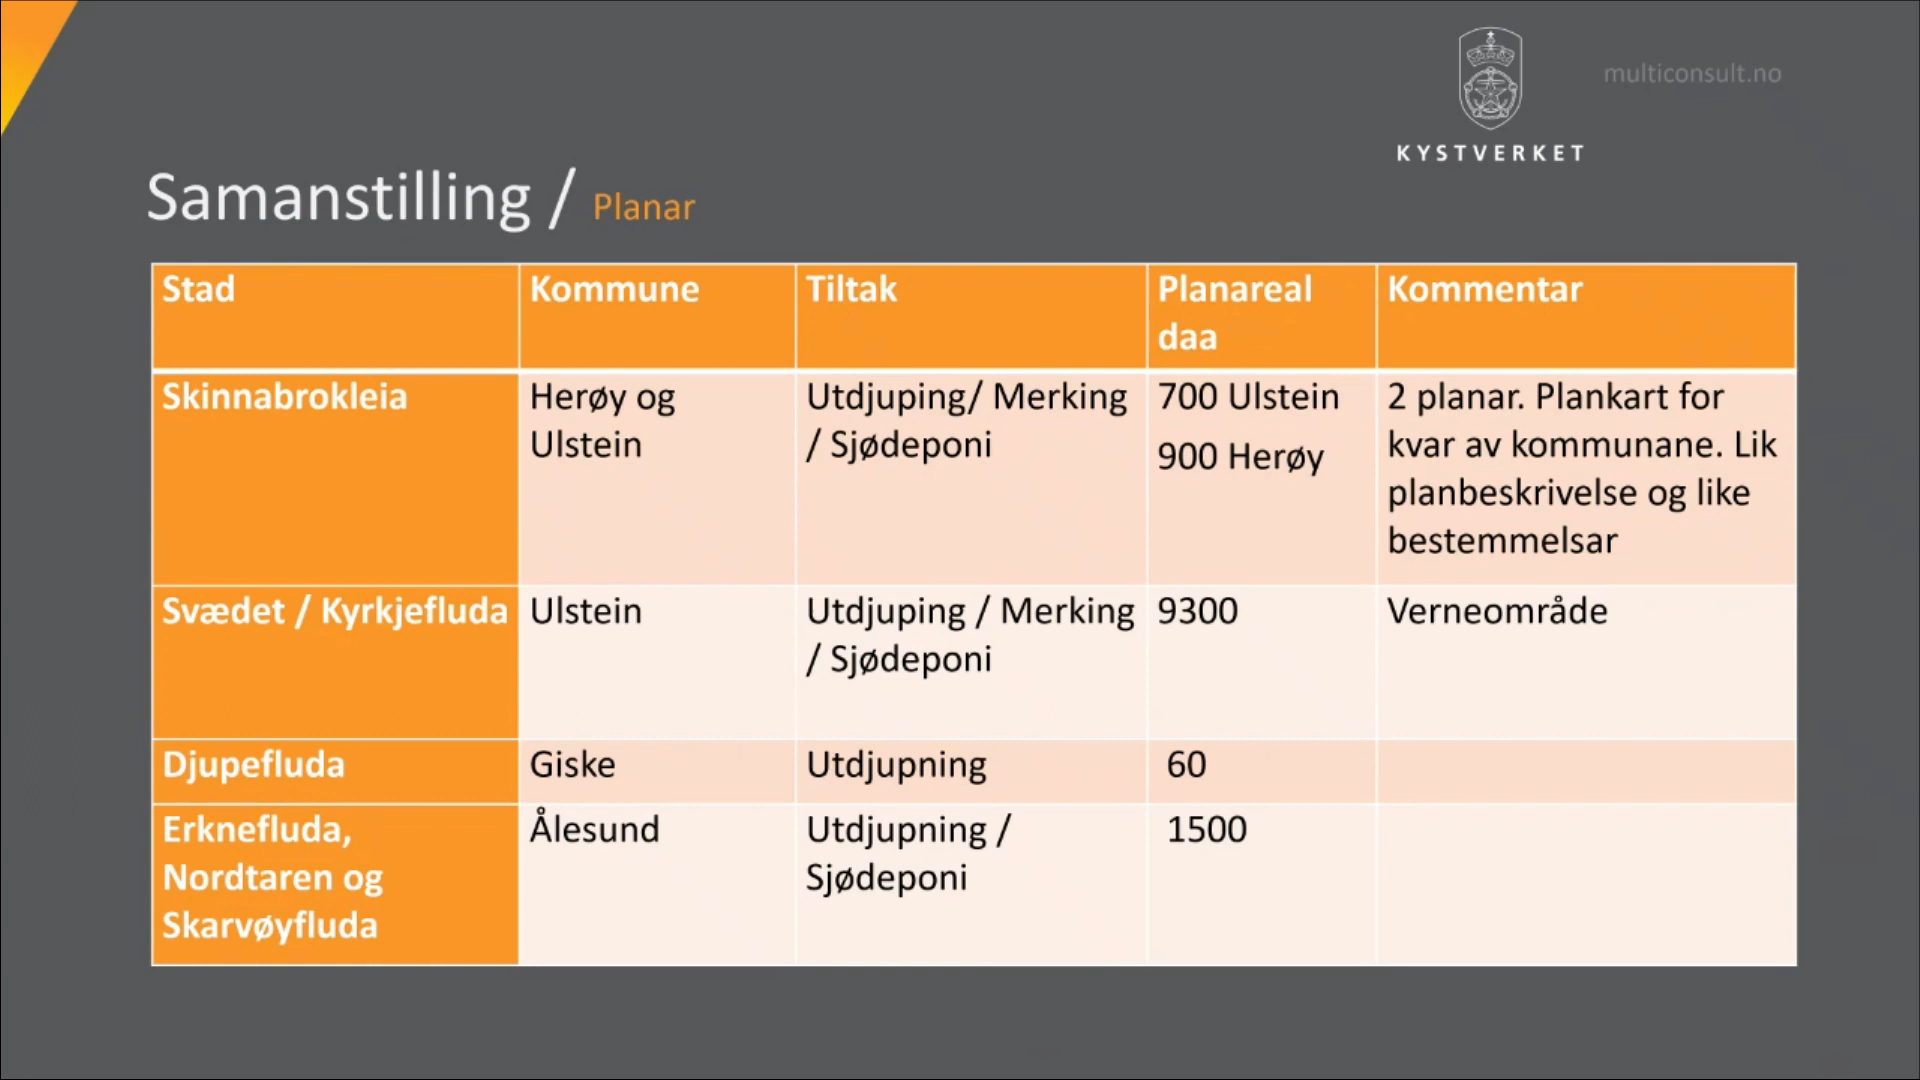 multiconsult.no
KYSTVERKET
Samanstilling / Planar
Stad
Kommune
Tiltak
Planareal
daa
Kommentar
Skinnabrokleia
Herøy og
Ulstein
Utdjuping/ Merking
/ Sjødeponi
700 Ulstein
900 Herøy
2 planar. Plankart for
kvar av kommunane. Lik
planbeskrivelse og like
bestemmelsar
Svædet / Kyrkjefluda
Ulstein
Utdjuping / Merking
/ Sjødeponi
9300
Verneområde
Djupefluda
Giske
Utdjupning
60
Erknefluda,
Nordtaren og
Skarvøyfluda
Ålesund
Utdjupning /
Sjødeponi
1500